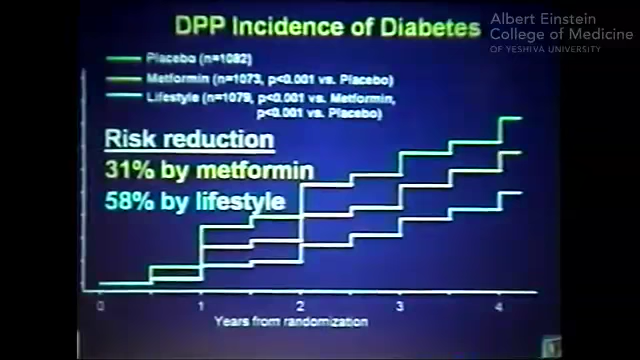 Albert Einstein
College of Medicine
OF YESHIVA UNIVERSITY
DPP Incidence of Diabetes
Placebo (n=1082)
Metformin (n=1073, p<0.001 vs. Placebo)
Lifestyle (n=1079, p<0.001 vs. Metformin,
p<0.001 vs. Placebo)
Risk reduction
31% by metformin
58% by lifestyle
0 1 2 3 4
Years from randomization